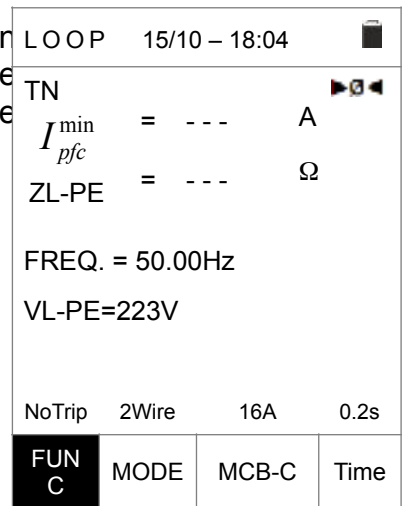 LOOP 15/10 – 18:04
TN
I min pfc = - - - A
ZL-PE = - - - Ω
FREQ. = 50.00Hz
VL-PE=223V
NoTrip 2Wire 16A 0.2s
FUN
C MODE MCB-C Time